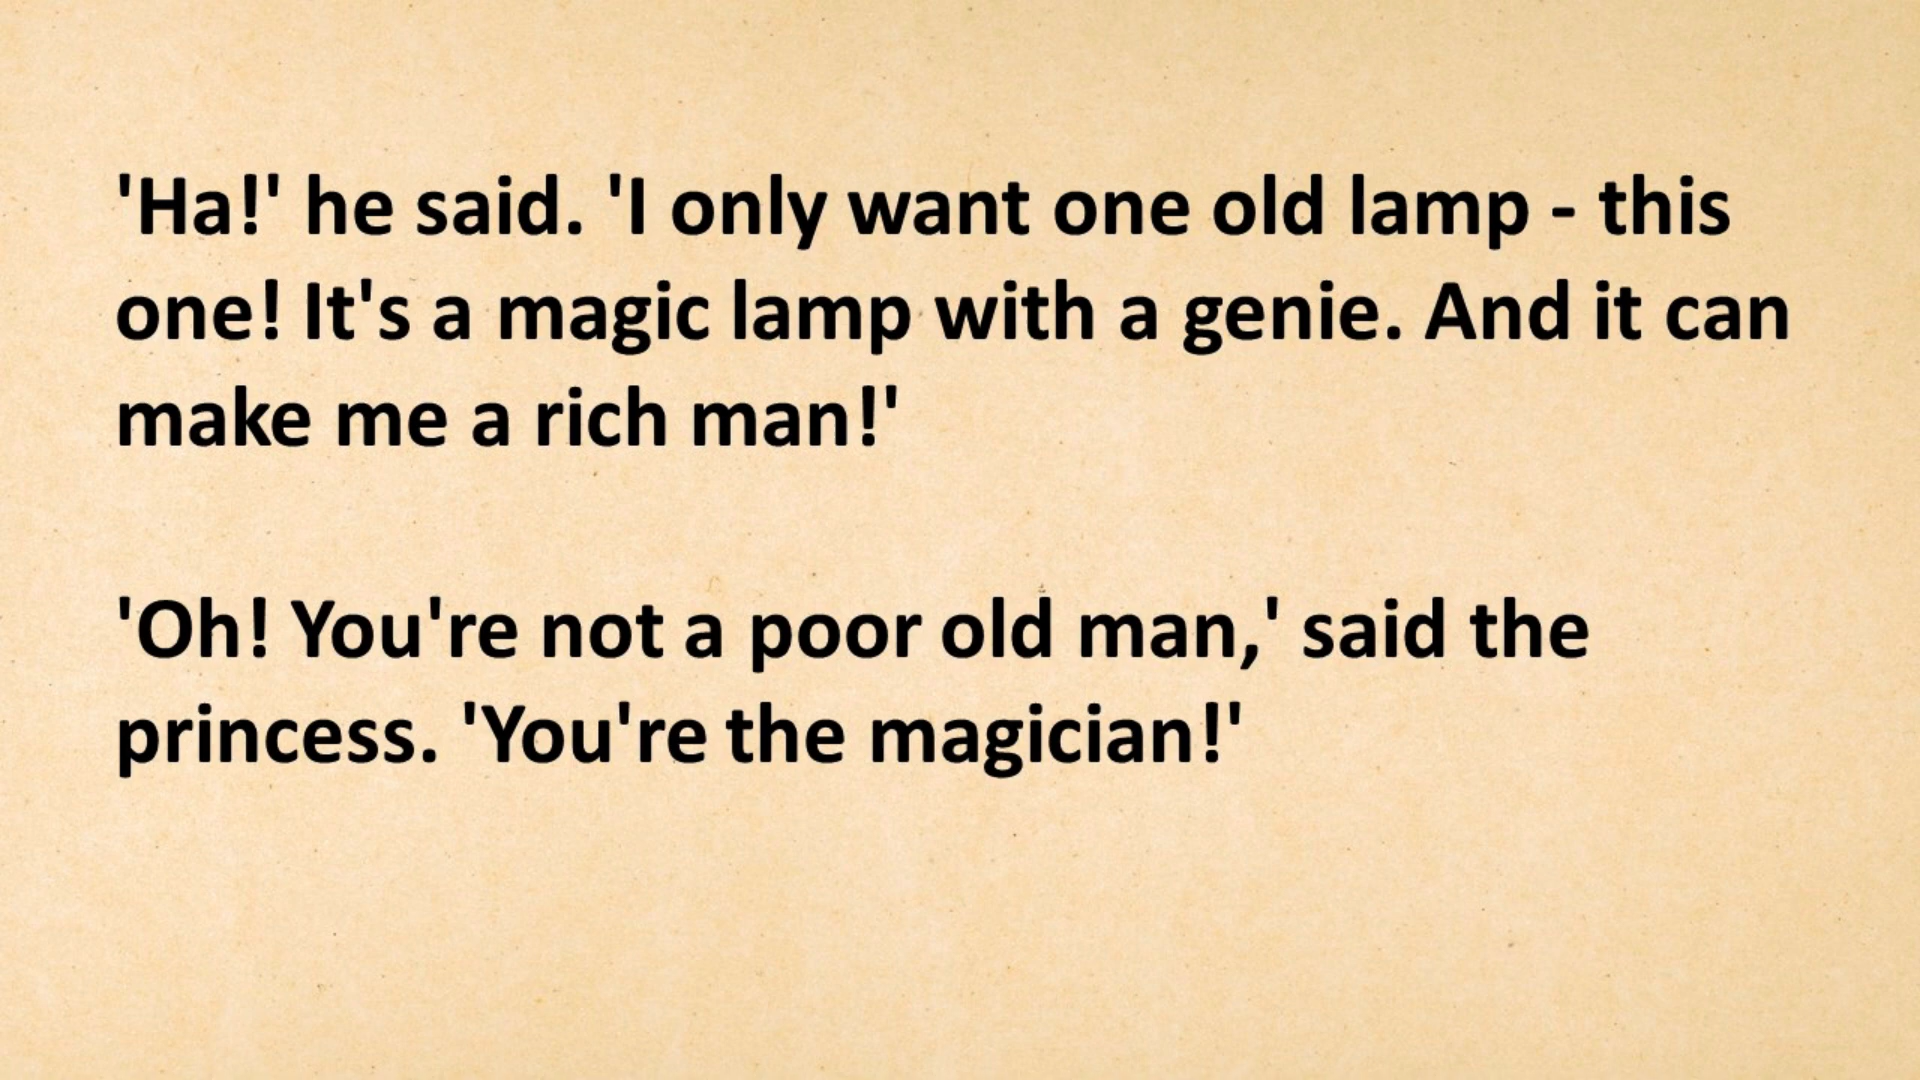 'Ha!' he said. 'I only want one old lamp - this
one! It's a magic lamp with a genie. And it can
make me a rich man!'
'Oh! You're not a poor old man,' said the
princess. 'You're the magician!'